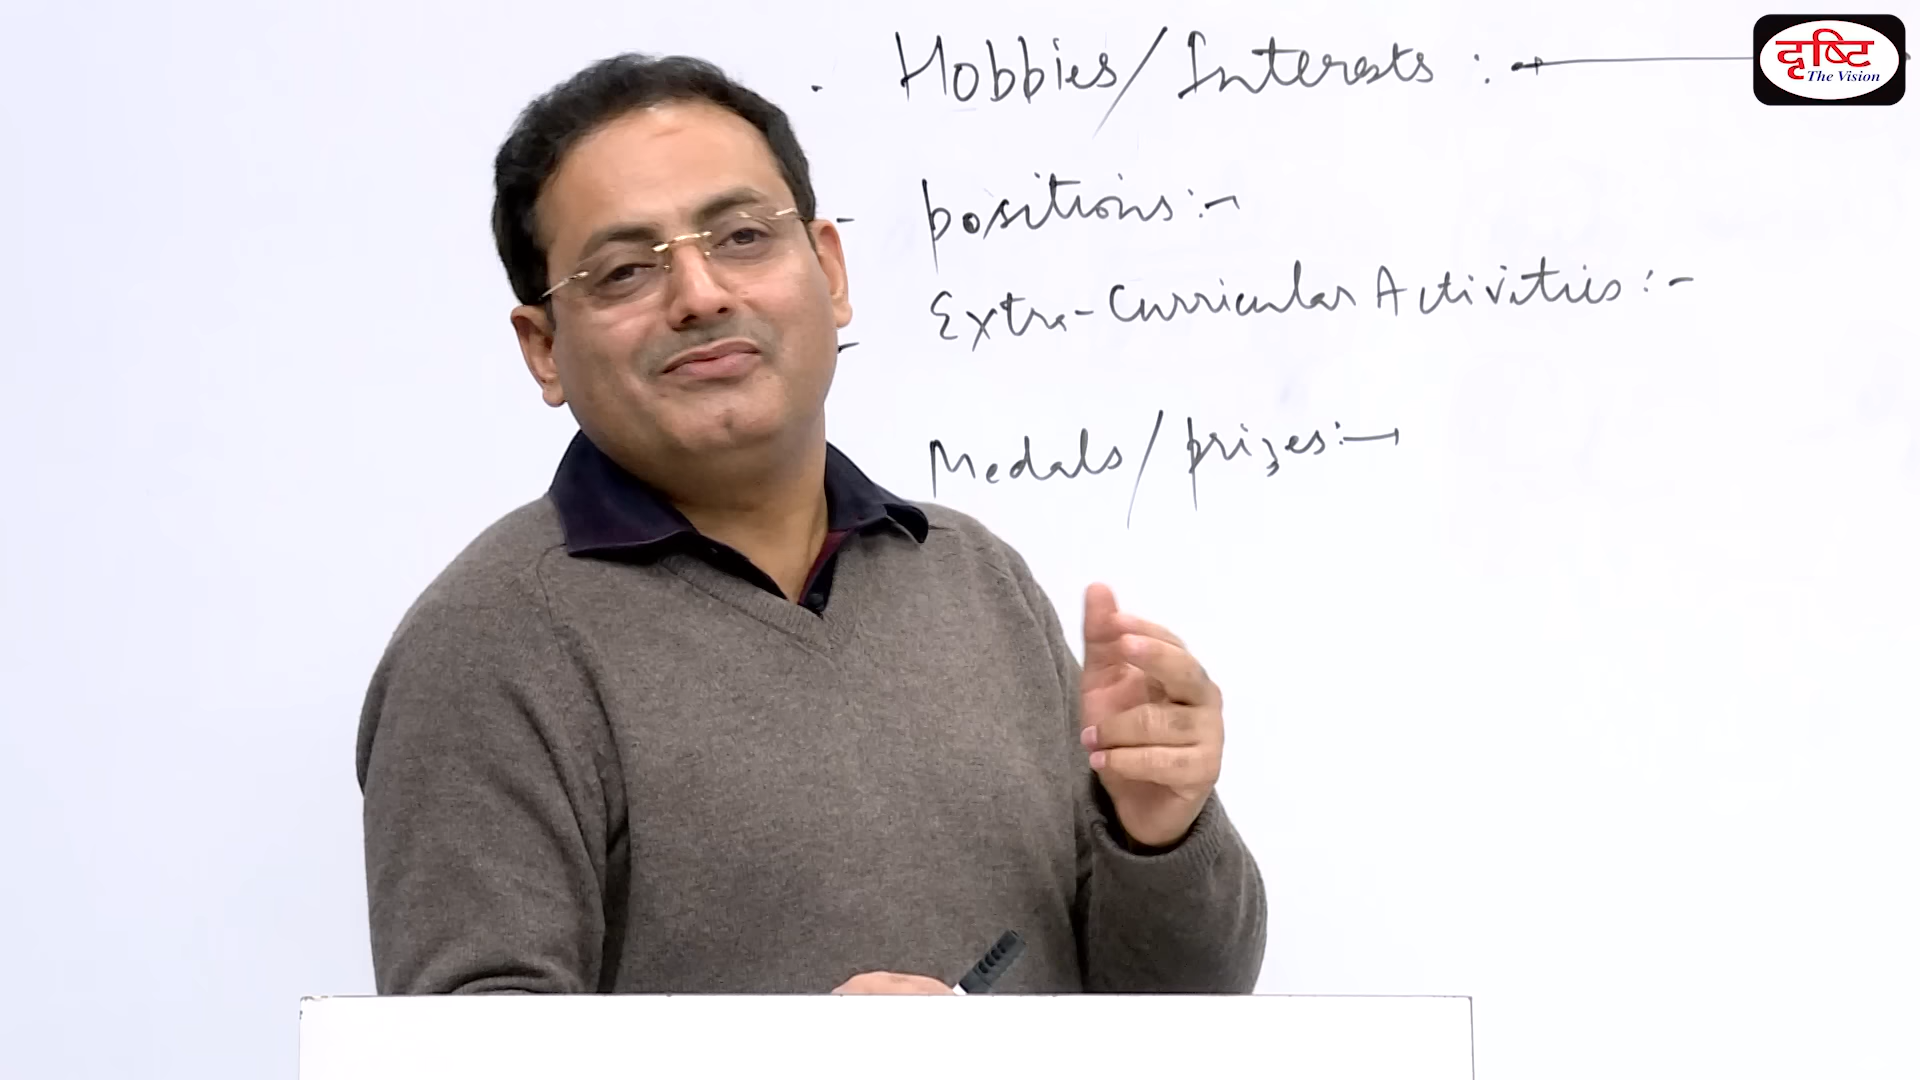 Hobbies/Interests :→
दृष्टि
The Vision
- positions :-
- Extra-Curricular Activities :-
Medals/prizes :→